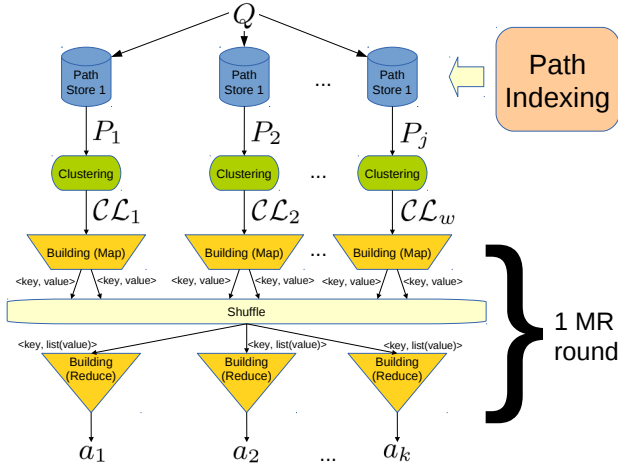 Q
Path
Store 1
Path
Store 1
...
Path
Store 1
Path
Indexing
P1
P2
Pj
Clustering
Clustering
...
Clustering
CL1
CL2
CLw
Building (Map)
Building (Map)
...
Building (Map)
<key, value>
<key, value>
<key, value>
<key, value>
<key, value>
<key, value>
Shuffle
1 MR
round
<key, list(value)>
<key, list(value)>
<key, list(value)>
Building
(Reduce)
Building
(Reduce)
Building
(Reduce)
a1
a2
...
ak